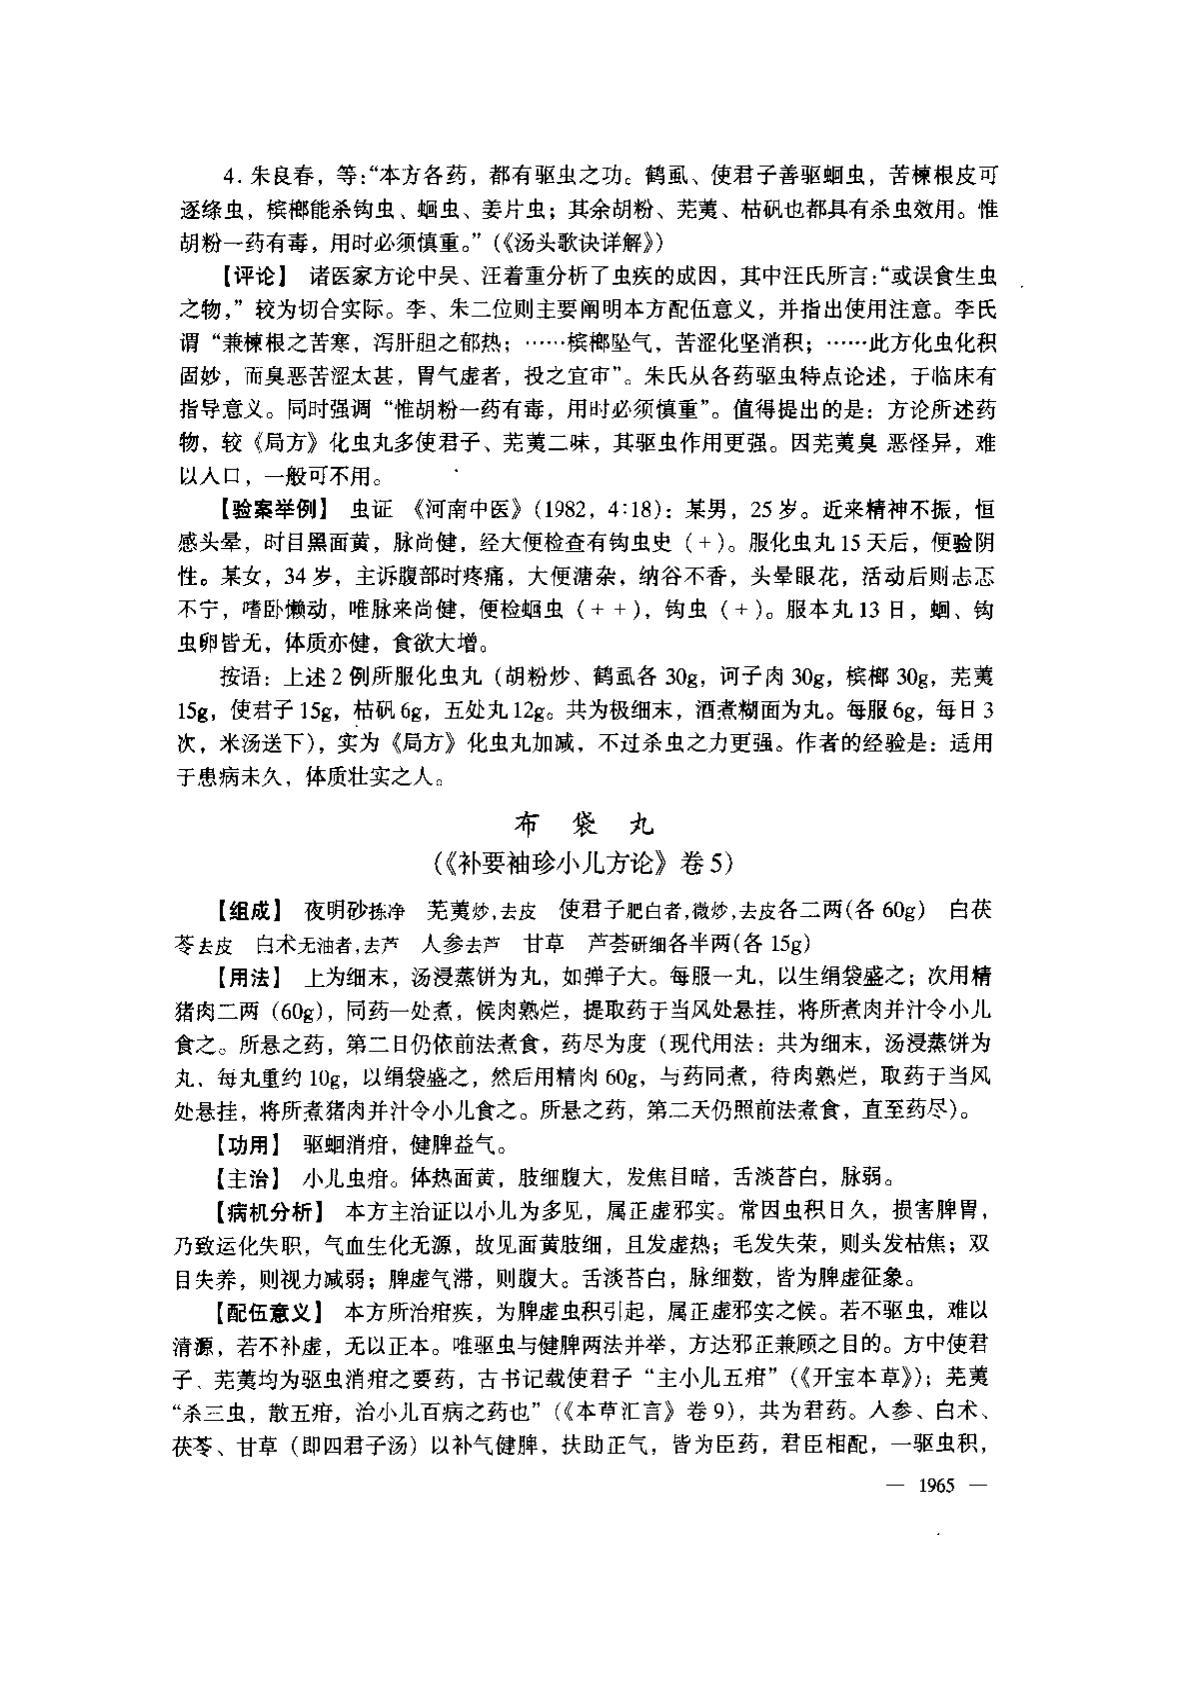 4. 朱良春，等：“本方各药，都有驱虫之功。鹤虱、使君子善驱蛔虫，苦楝根皮可
逐绦虫，槟榔能杀钩虫、蛔虫、姜片虫；其余胡粉、芜荑、枯矾也都具有杀虫效用。惟
胡粉一药有毒，用时必须慎重。”（《汤头歌诀详解》）
【评论】 诸医家方论中吴、汪着重分析了虫疾的成因，其中汪氏所言：“或误食生虫
之物，”较为切合实际。李、朱二位则主要阐明本方配伍意义，并指出使用注意。李氏
谓“兼楝根之苦寒，泻肝胆之郁热；……槟榔坠气，苦涩化坚消积；……此方化虫化积
固妙，而臭恶苦涩太甚，胃气虚者，投之宜审”。朱氏从各药驱虫特点论述，于临床有
指导意义。同时强调“惟胡粉一药有毒，用时必须慎重”。值得提出的是：方论所述药
物，较《局方》化虫丸多使君子、芜荑二味，其驱虫作用更强。因芜荑臭 恶怪异，难
以入口，一般可不用。
【验案举例】 虫证 《河南中医》（1982，4∶18）：某男，25岁。近来精神不振，恒
感头晕，时目黑面黄，脉尚健，经大便检查有钩虫史（+）。服化虫丸15天后，便验阴
性。某女，34岁，主诉腹部时疼痛，大便溏杂，纳谷不香，头晕眼花，活动后则忐忑
不宁，嗜卧懒动，唯脉来尚健，便检蛔虫（++），钩虫（+）。服本丸13日，蛔、钩
虫卵皆无，体质亦健，食欲大增。
按语：上述2例所服化虫丸（胡粉炒、鹤虱各30g，诃子肉30g，槟榔30g，芜荑
15g，使君子15g，枯矾6g，五处丸12g。共为极细末，酒煮糊面为丸。每服6g，每日3
次，米汤送下），实为《局方》化虫丸加减，不过杀虫之力更强。作者的经验是：适用
于患病未久，体质壮实之人。
布 袋 丸
（《补要袖珍小儿方论》卷5）
【组成】 夜明砂拣净 芜荑炒,去皮 使君子肥白者,微炒,去皮各二两(各60g) 白茯
苓去皮 白术无油者,去芦 人参去芦 甘草 芦荟研细各半两(各15g)
【用法】 上为细末，汤浸蒸饼为丸，如弹子大。每服一丸，以生绢袋盛之；次用精
猪肉二两（60g），同药一处煮，候肉熟烂，提取药于当风处悬挂，将所煮肉并汁令小儿
食之。所悬之药，第二日仍依前法煮食，药尽为度（现代用法：共为细末，汤浸蒸饼为
丸，每丸重约10g，以绢袋盛之，然后用精肉60g，与药同煮，待肉熟烂，取药于当风
处悬挂，将所煮猪肉并汁令小儿食之。所悬之药，第二天仍照前法煮食，直至药尽）。
【功用】 驱蛔消疳，健脾益气。
【主治】 小儿虫疳。体热面黄，肢细腹大，发焦目暗，舌淡苔白，脉弱。
【病机分析】 本方主治证以小儿为多见，属正虚邪实。常因虫积日久，损害脾胃，
乃致运化失职，气血生化无源，故见面黄肢细，且发虚热；毛发失荣，则头发枯焦；双
目失养，则视力减弱；脾虚气滞，则腹大。舌淡苔白，脉细数，皆为脾虚征象。
【配伍意义】 本方所治疳疾，为脾虚虫积引起，属正虚邪实之候。若不驱虫，难以
清源，若不补虚，无以正本。唯驱虫与健脾两法并举，方达邪正兼顾之目的。方中使君
子、芜荑均为驱虫消疳之要药，古书记载使君子“主小儿五疳”（《开宝本草》）；芜荑
“杀三虫，散五疳，治小儿百病之药也”（《本草汇言》卷9），共为君药。人参、白术、
茯苓、甘草（即四君子汤）以补气健脾，扶助正气，皆为臣药，君臣相配，一驱虫积，
— 1965 —